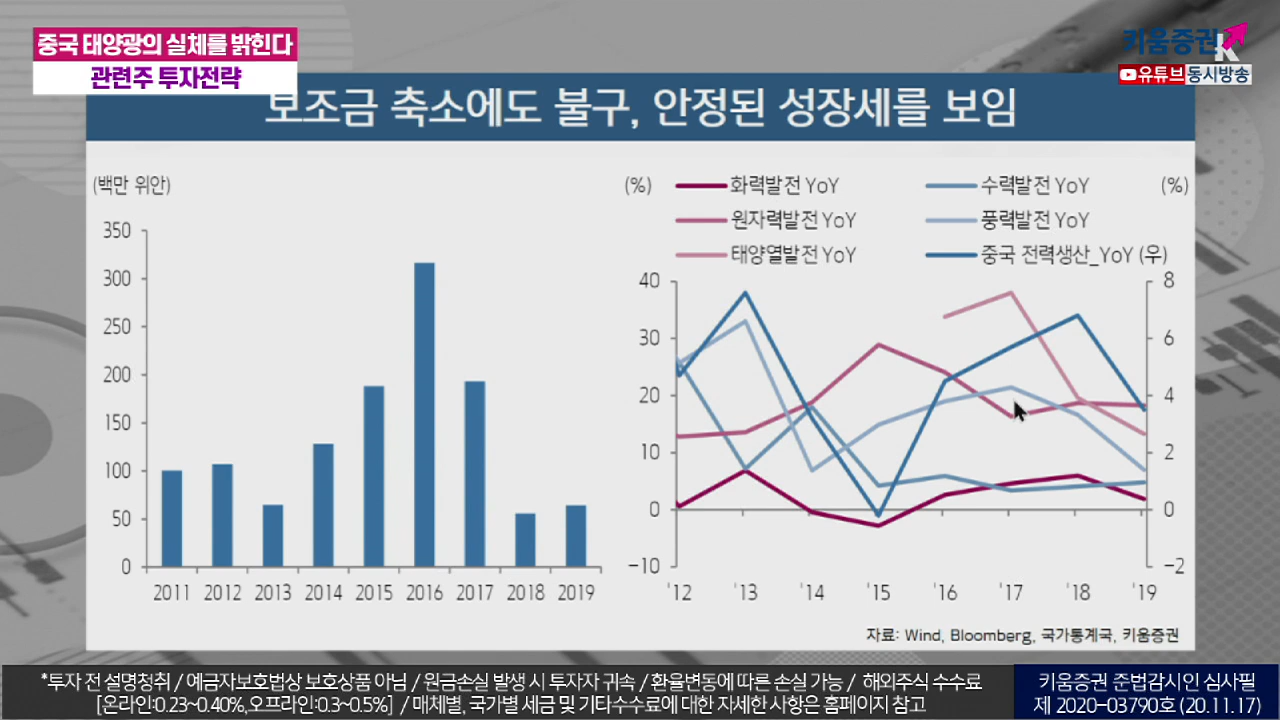 중국 태양광의 실체를 밝힌다
관련주 투자전략
키움증권
유튜브동시방송
보조금 축소에도 불구, 안정된 성장세를 보임
(백만 위안)
350
300
250
200
150
100
50
0
2011 2012 2013 2014 2015 2016 2017 2018 2019
(%) 화력발전 YoY 수력발전 YoY (%)
원자력발전 YoY 풍력발전 YoY
태양열발전 YoY 중국 전력생산_YoY (우)
40 8
30 6
20 4
10 2
0 0
-10 -2
'12 '13 '14 '15 '16 '17 '18 '19
자료: Wind, Bloomberg, 국가통계국, 키움증권
*투자 전 설명청취 / 예금자보호법상 보호상품 아님 / 원금손실 발생 시 투자자 귀속 / 환율변동에 따른 손실 가능 / 해외주식 수수료
[온라인:0.23~0.40%,오프라인:0.3~0.5%] / 매체별, 국가별 세금 및 기타수수료에 대한 자세한 사항은 홈페이지 참고
키움증권 준법감시인 심사필
제 2020-03790호 (20.11.17)